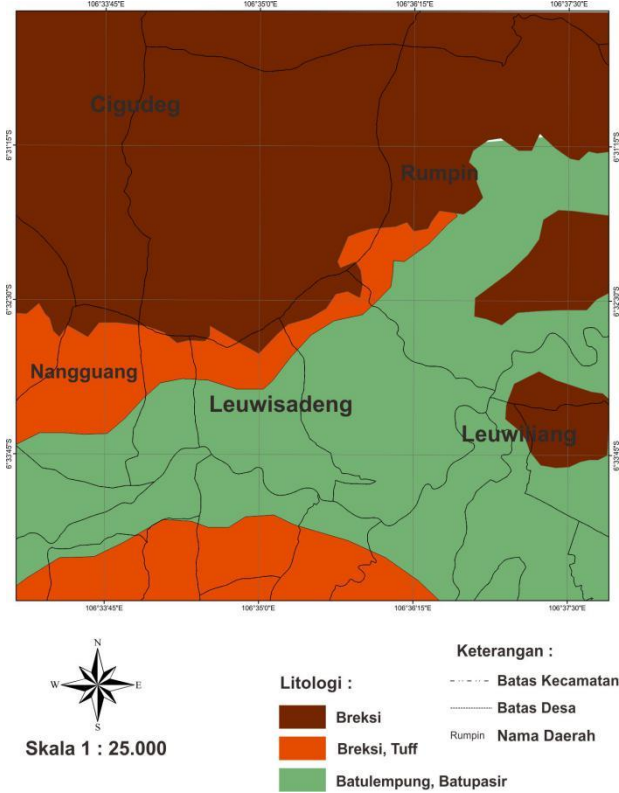 106°33'45"E 106°35'0"E 106°36'15"E 106°37'30"E
Cigudeg
6°31'15"S 6°31'15"S
Rumpin
6°32'30"S 6°32'30"S
Nangguang
Leuwisadeng
Leuwiliang
6°33'45"S 6°33'45"S
106°33'45"E 106°35'0"E 106°36'15"E 106°37'30"E
N
W E
S
Skala 1 : 25.000
Litologi :
Breksi
Breksi, Tuff
Batulempung, Batupasir
Keterangan :
Batas Kecamatan
Batas Desa
Rumpin Nama Daerah